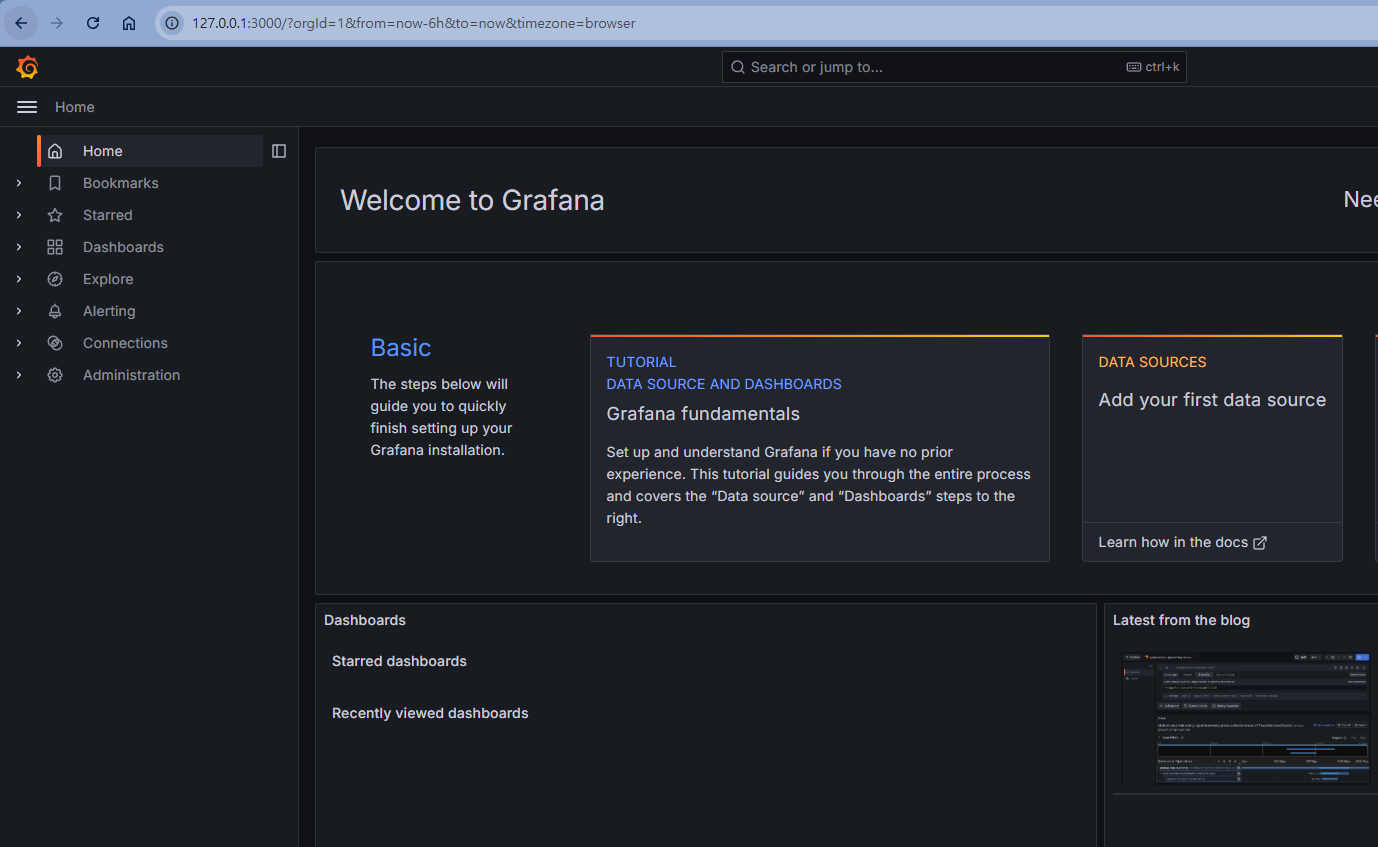 127.0.0.1:3000/?orgId=1&from=now-6h&to=now&timezone=browser
Search or jump to...
ctrl+k
Home
Home
Bookmarks
Starred
Dashboards
Explore
Alerting
Connections
Administration
Welcome to Grafana
Nee
Basic
The steps below will
guide you to quickly
finish setting up your
Grafana installation.
TUTORIAL
DATA SOURCE AND DASHBOARDS
Grafana fundamentals
Set up and understand Grafana if you have no prior
experience. This tutorial guides you through the entire process
and covers the “Data source” and “Dashboards” steps to the
right.
DATA SOURCES
Add your first data source
Learn how in the docs
Dashboards
Starred dashboards
Recently viewed dashboards
Latest from the blog